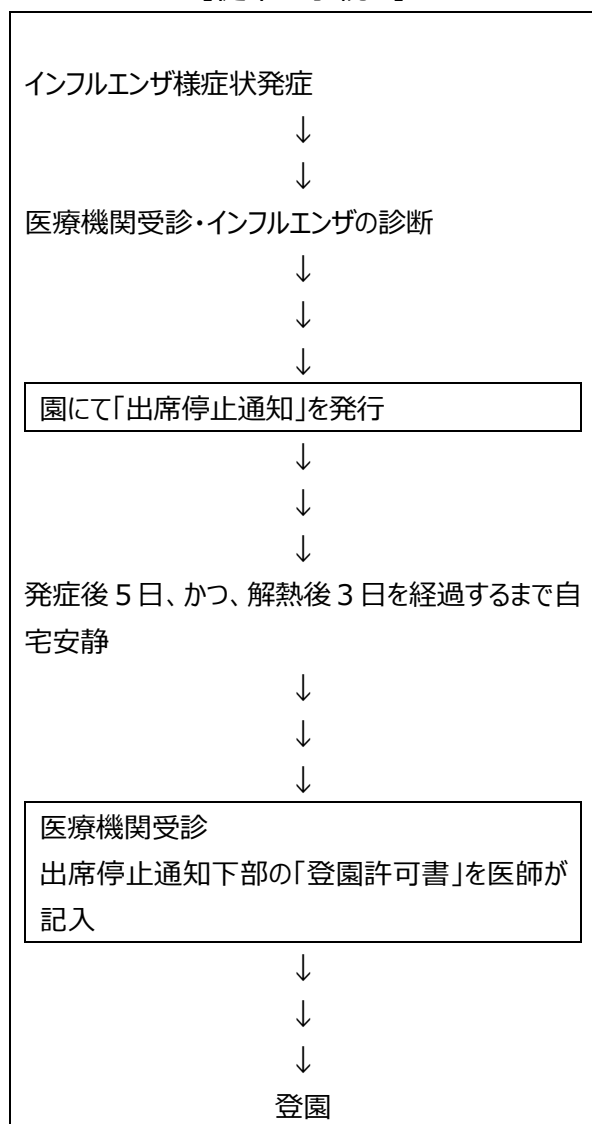 インフルエンザ様症状発症
↓
↓
医療機関受診・インフルエンザの診断
↓
↓
↓
園にて「出席停止通知」を発行
↓
↓
↓
発症後5日、かつ、解熱後3日を経過するまで自
宅安静
↓
↓
↓
医療機関受診
出席停止通知下部の「登園許可書」を医師が
記入
↓
↓
↓
登園